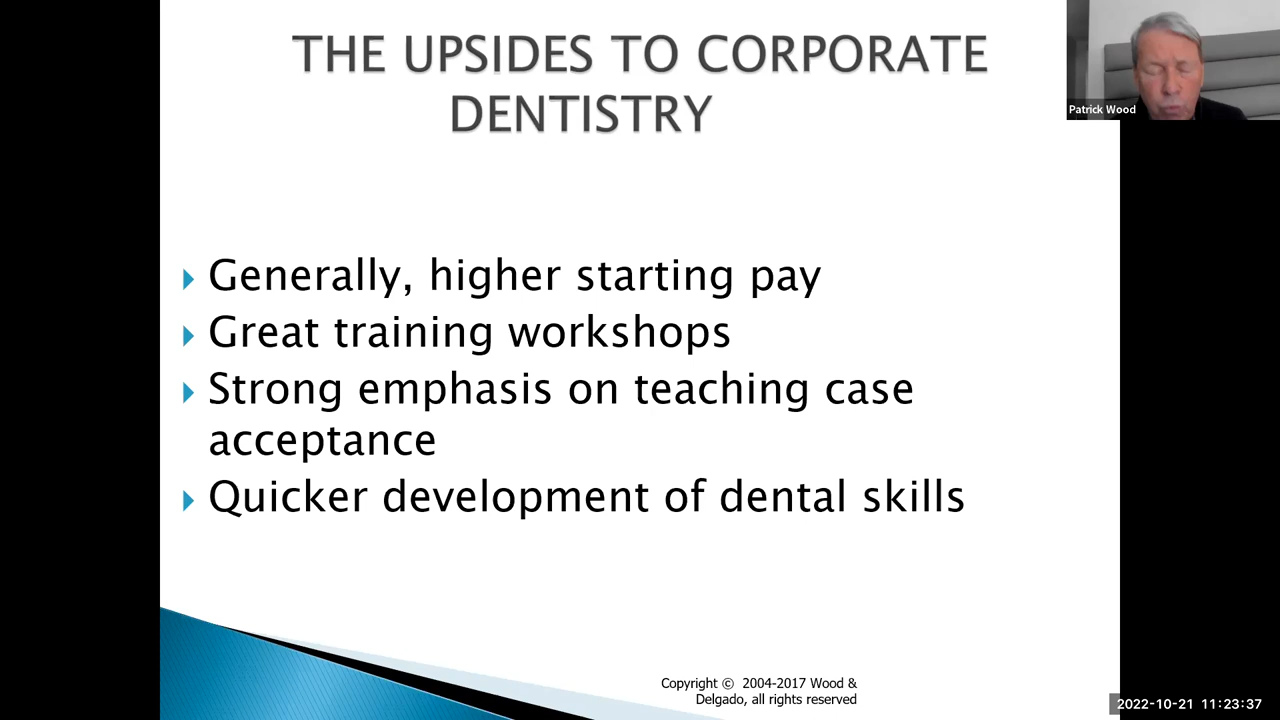 THE UPSIDES TO CORPORATE
DENTISTRY
Patrick Wood
Generally, higher starting pay
Great training workshops
Strong emphasis on teaching case
acceptance
Quicker development of dental skills
Copyright © 2004-2017 Wood &
Delgado, all rights reserved
2022-10-21 11:23:37